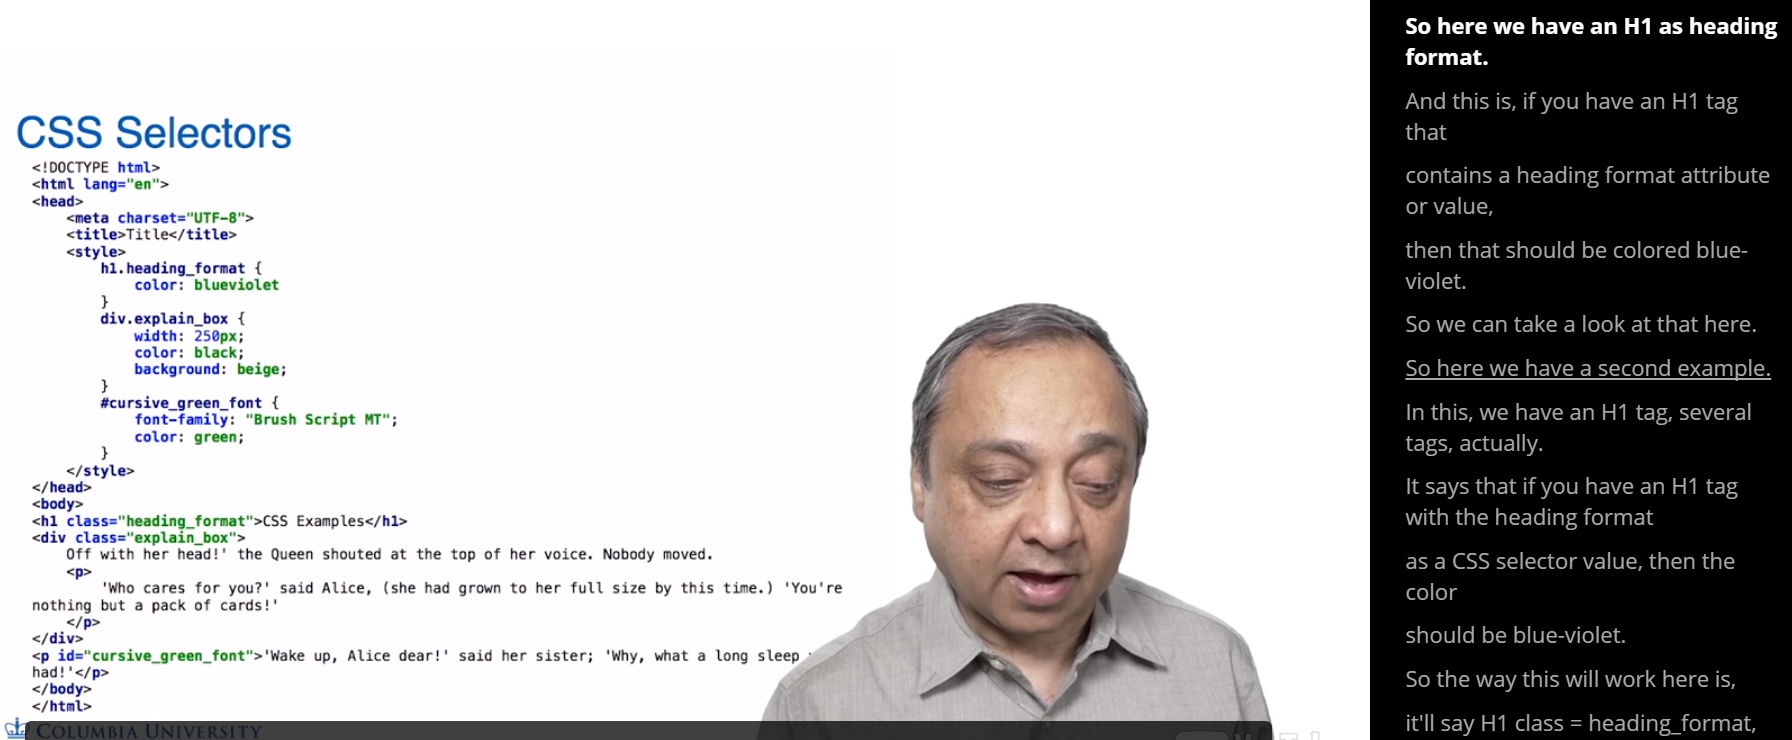 CSS Selectors
<!DOCTYPE html>
<html lang="en">
<head>
<meta charset="UTF-8">
<title>Title</title>
<style>
h1.heading_format {
color: blueviolet
}
div.explain_box {
width: 250px;
color: black;
background: beige;
}
#cursive_green_font {
font-family: "Brush Script MT";
color: green;
}
</style>
</head>
<body>
<h1 class="heading_format">CSS Examples</h1>
<div class="explain_box">
Off with her head!' the Queen shouted at the top of her voice. Nobody moved.
<p>
'Who cares for you?' said Alice, (she had grown to her full size by this time.) 'You're
nothing but a pack of cards!'
</p>
</div>
<p id="cursive_green_font">'Wake up, Alice dear!' said her sister; 'Why, what a long sleep
had!'</p>
</body>
</html>
COLUMBIA UNIVERSITY
So here we have an H1 as heading
format.
And this is, if you have an H1 tag
that
contains a heading format attribute
or value,
then that should be colored blue-
violet.
So we can take a look at that here.
So here we have a second example.
In this, we have an H1 tag, several
tags, actually.
It says that if you have an H1 tag
with the heading format
as a CSS selector value, then the
color
should be blue-violet.
So the way this will work here is,
it'll say H1 class = heading_format,